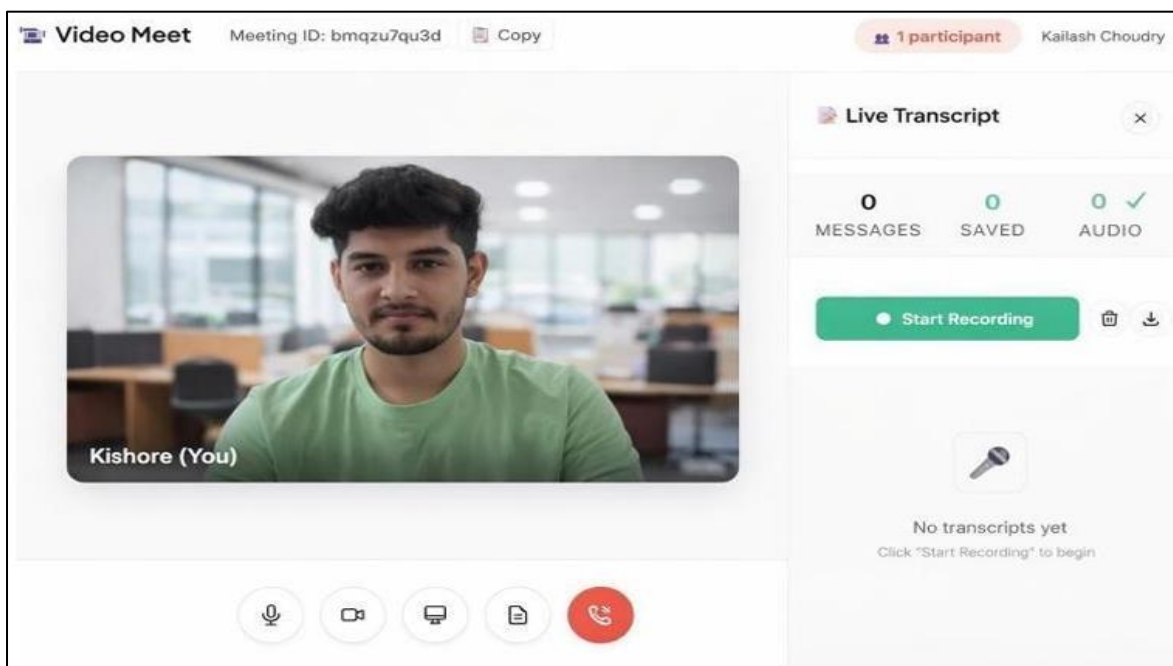 Video Meet Meeting ID: bmqzu7qu3d Copy 1 participant Kailash Choudry
Live Transcript
0 0 0
MESSAGES SAVED AUDIO
Start Recording
Kishore (You)
No transcripts yet
Click "Start Recording" to begin